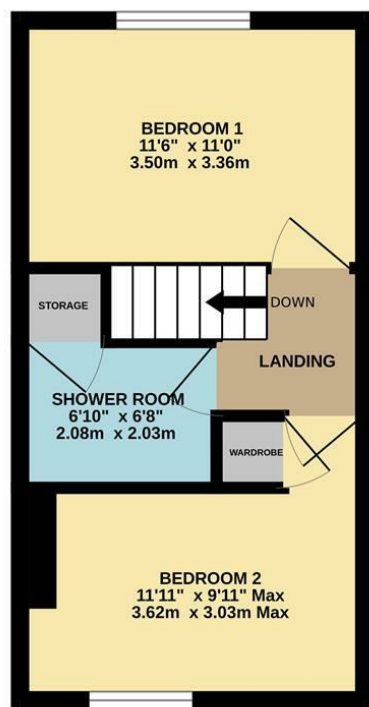 BEDROOM 1
11'6" x 11'0"
3.50m x 3.36m
STORAGE
DOWN
LANDING
SHOWER ROOM
6'10" x 6'8"
2.08m x 2.03m
WARDROBE
BEDROOM 2
11'11" x 9'11" Max
3.62m x 3.03m Max